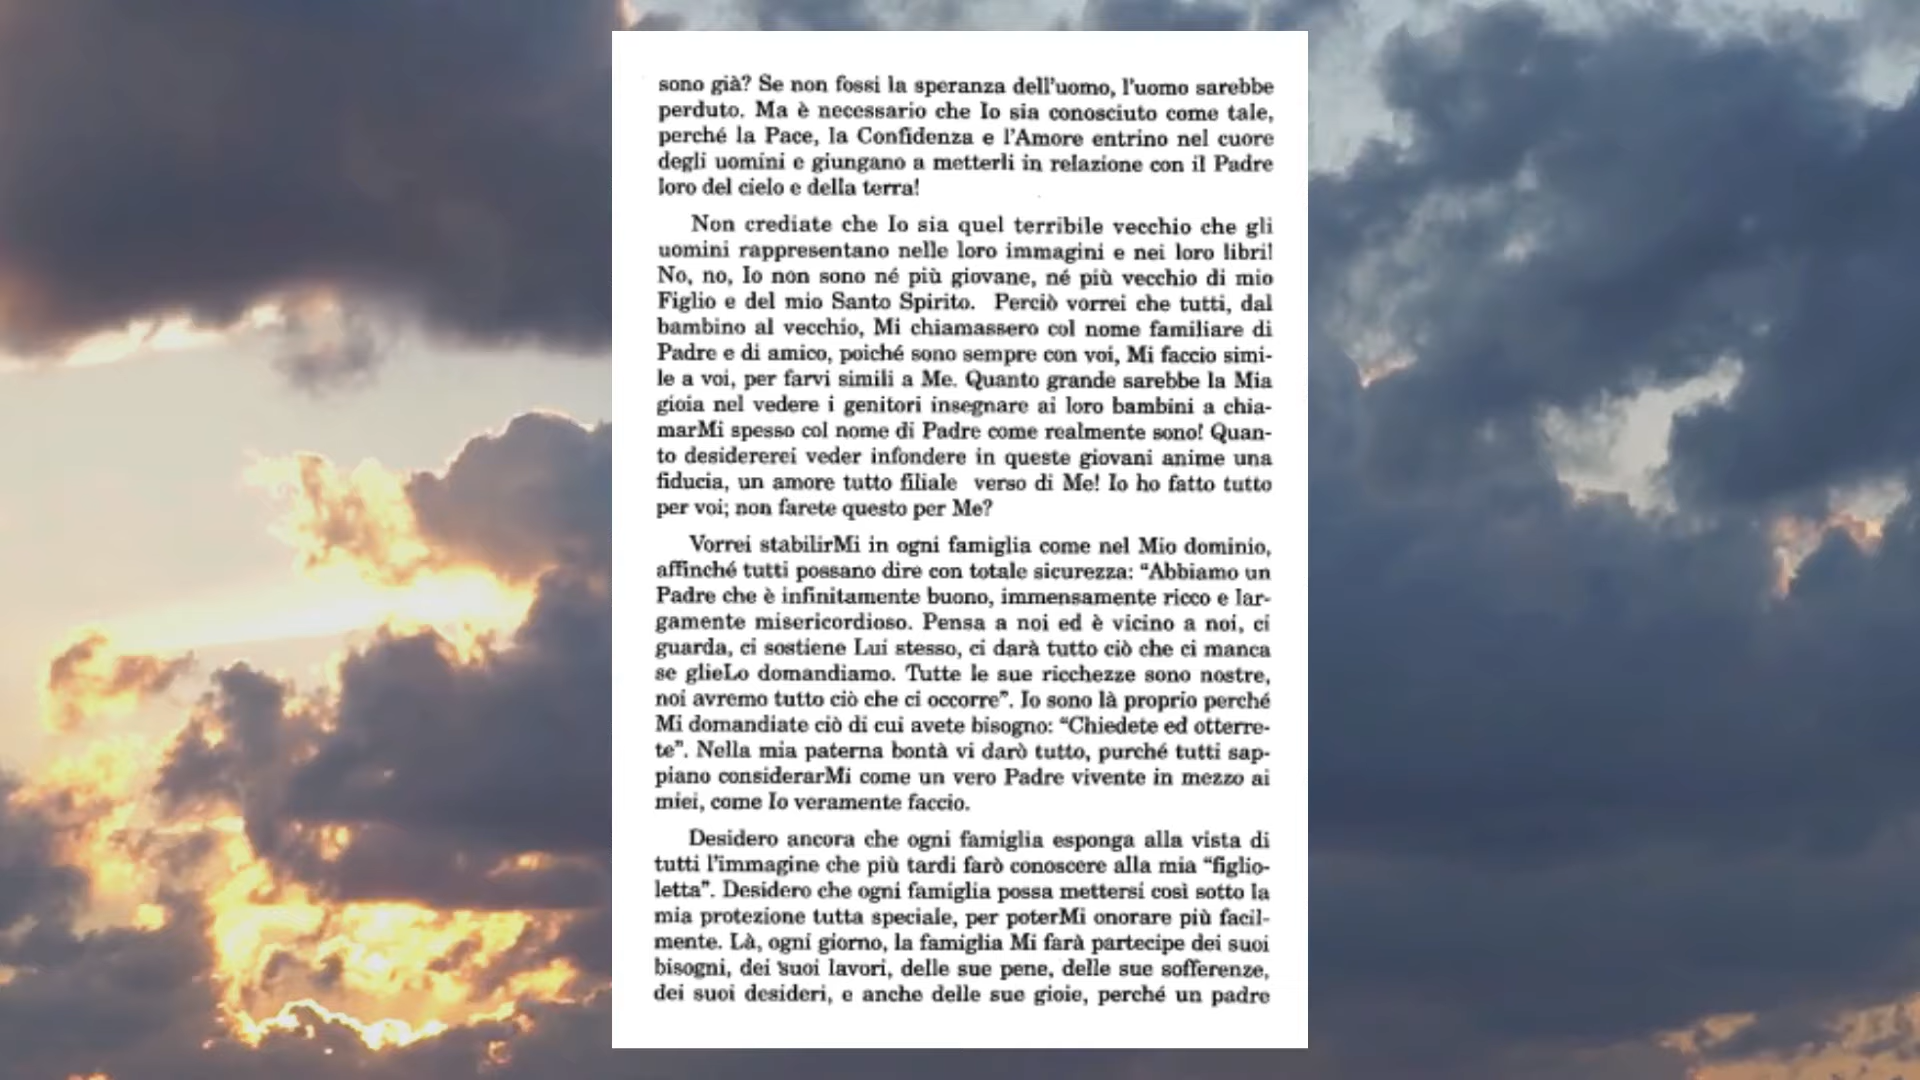 sono già? Se non fossi la speranza dell'uomo, l'uomo sarebbe
perduto. Ma è necessario che Io sia conosciuto come tale,
perché la Pace, la Confidenza e l'Amore entrino nel cuore
degli uomini e giungano a metterli in relazione con il Padre
loro del cielo e della terra!
Non crediate che Io sia quel terribile vecchio che gli
uomini rappresentano nelle loro immagini e nei loro libri!
No, no, Io non sono né più giovane, né più vecchio di mio
Figlio e del mio Santo Spirito. Perciò vorrei che tutti, dal
bambino al vecchio, Mi chiamassero col nome familiare di
Padre e di amico, poiché sono sempre con voi, Mi faccio simi-
le a voi, per farvi simili a Me. Quanto grande sarebbe la Mia
gioia nel vedere i genitori insegnare ai loro bambini a chia-
marMi spesso col nome di Padre come realmente sono! Quan-
to desidererei veder infondere in queste giovani anime una
fiducia, un amore tutto filiale verso di Me! Io ho fatto tutto
per voi; non farete questo per Me?
Vorrei stabilirMi in ogni famiglia come nel Mio dominio,
affinché tutti possano dire con totale sicurezza: “Abbiamo un
Padre che è infinitamente buono, immensamente ricco e lar-
gamente misericordioso. Pensa a noi ed è vicino a noi, ci
guarda, ci sostiene Lui stesso, ci darà tutto ciò che ci manca
se glieLo domandiamo. Tutte le sue ricchezze sono nostre,
noi avremo tutto ciò che ci occorre”. Io sono là proprio perché
Mi domandiate ciò di cui avete bisogno: “Chiedete ed otterre-
te”. Nella mia paterna bontà vi darò tutto, purché tutti sap-
piano considerarMi come un vero Padre vivente in mezzo ai
miei, come Io veramente faccio.
Desidero ancora che ogni famiglia esponga alla vista di
tutti l'immagine che più tardi farò conoscere alla mia “figlio-
letta”. Desidero che ogni famiglia possa mettersi così sotto la
mia protezione tutta speciale, per poterMi onorare più facil-
mente. Là, ogni giorno, la famiglia Mi farà partecipe dei suoi
bisogni, dei suoi lavori, delle sue pene, delle sue sofferenze,
dei suoi desideri, e anche delle sue gioie, perché un padre